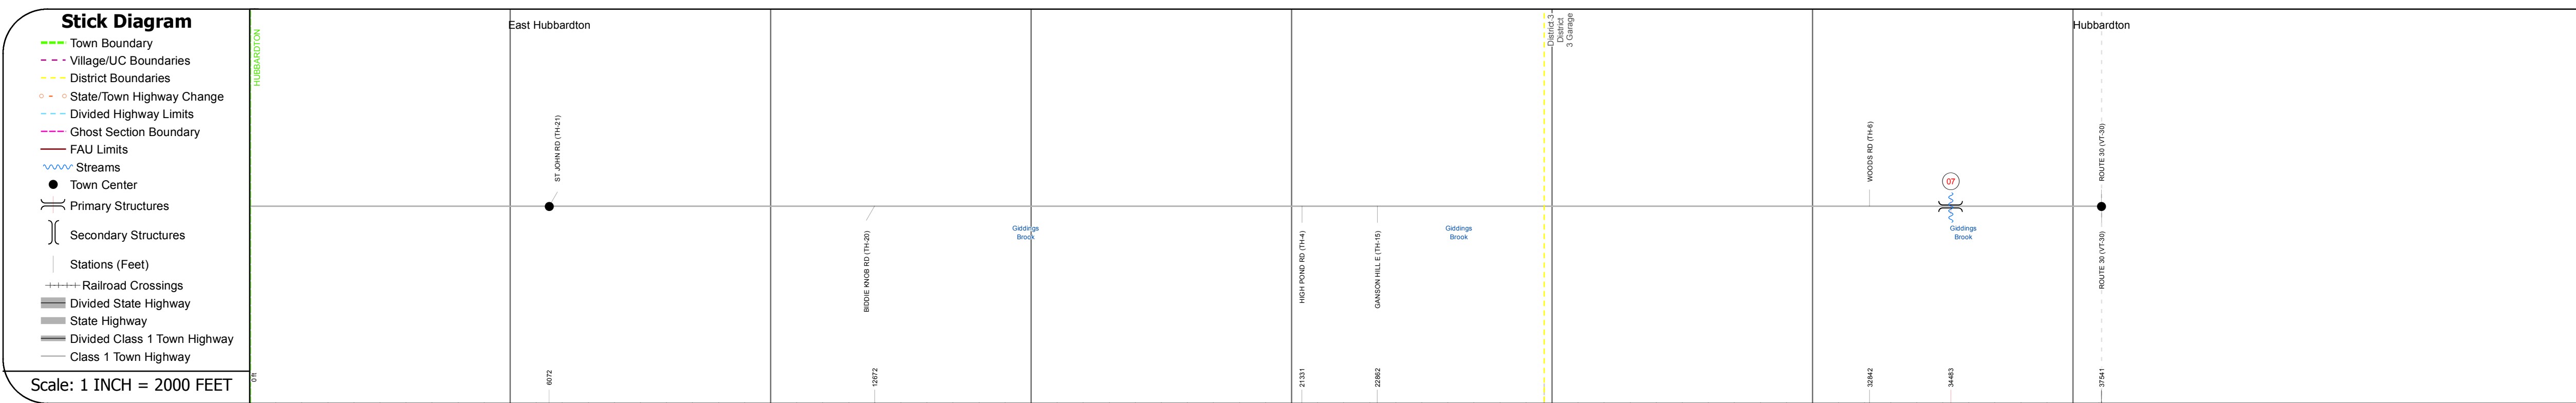 Stick Diagram
Town Boundary
Village/UC Boundaries
District Boundaries
State/Town Highway Change
Divided Highway Limits
Ghost Section Boundary
FAU Limits
Streams
Town Center
Primary Structures
Secondary Structures
Stations (Feet)
Railroad Crossings
Divided State Highway
State Highway
Divided Class 1 Town Highway
Class 1 Town Highway
Scale: 1 INCH = 2000 FEET
HUBBARDTON
East Hubbardton
District 3 -
District
3 Garage
Hubbardton
ST JOHN RD (TH-21)
BIDDIE KNOB RD (TH-20)
Giddings
Brook
HIGH POND RD (TH-4)
GANSON HILL E (TH-15)
Giddings
Brook
WOODS RD (TH-6)
07
Giddings
Brook
ROUTE 30 (VT-30)
ROUTE 30 (VT-30)
0 ft
6072
12672
21331
22862
32842
34483
37541